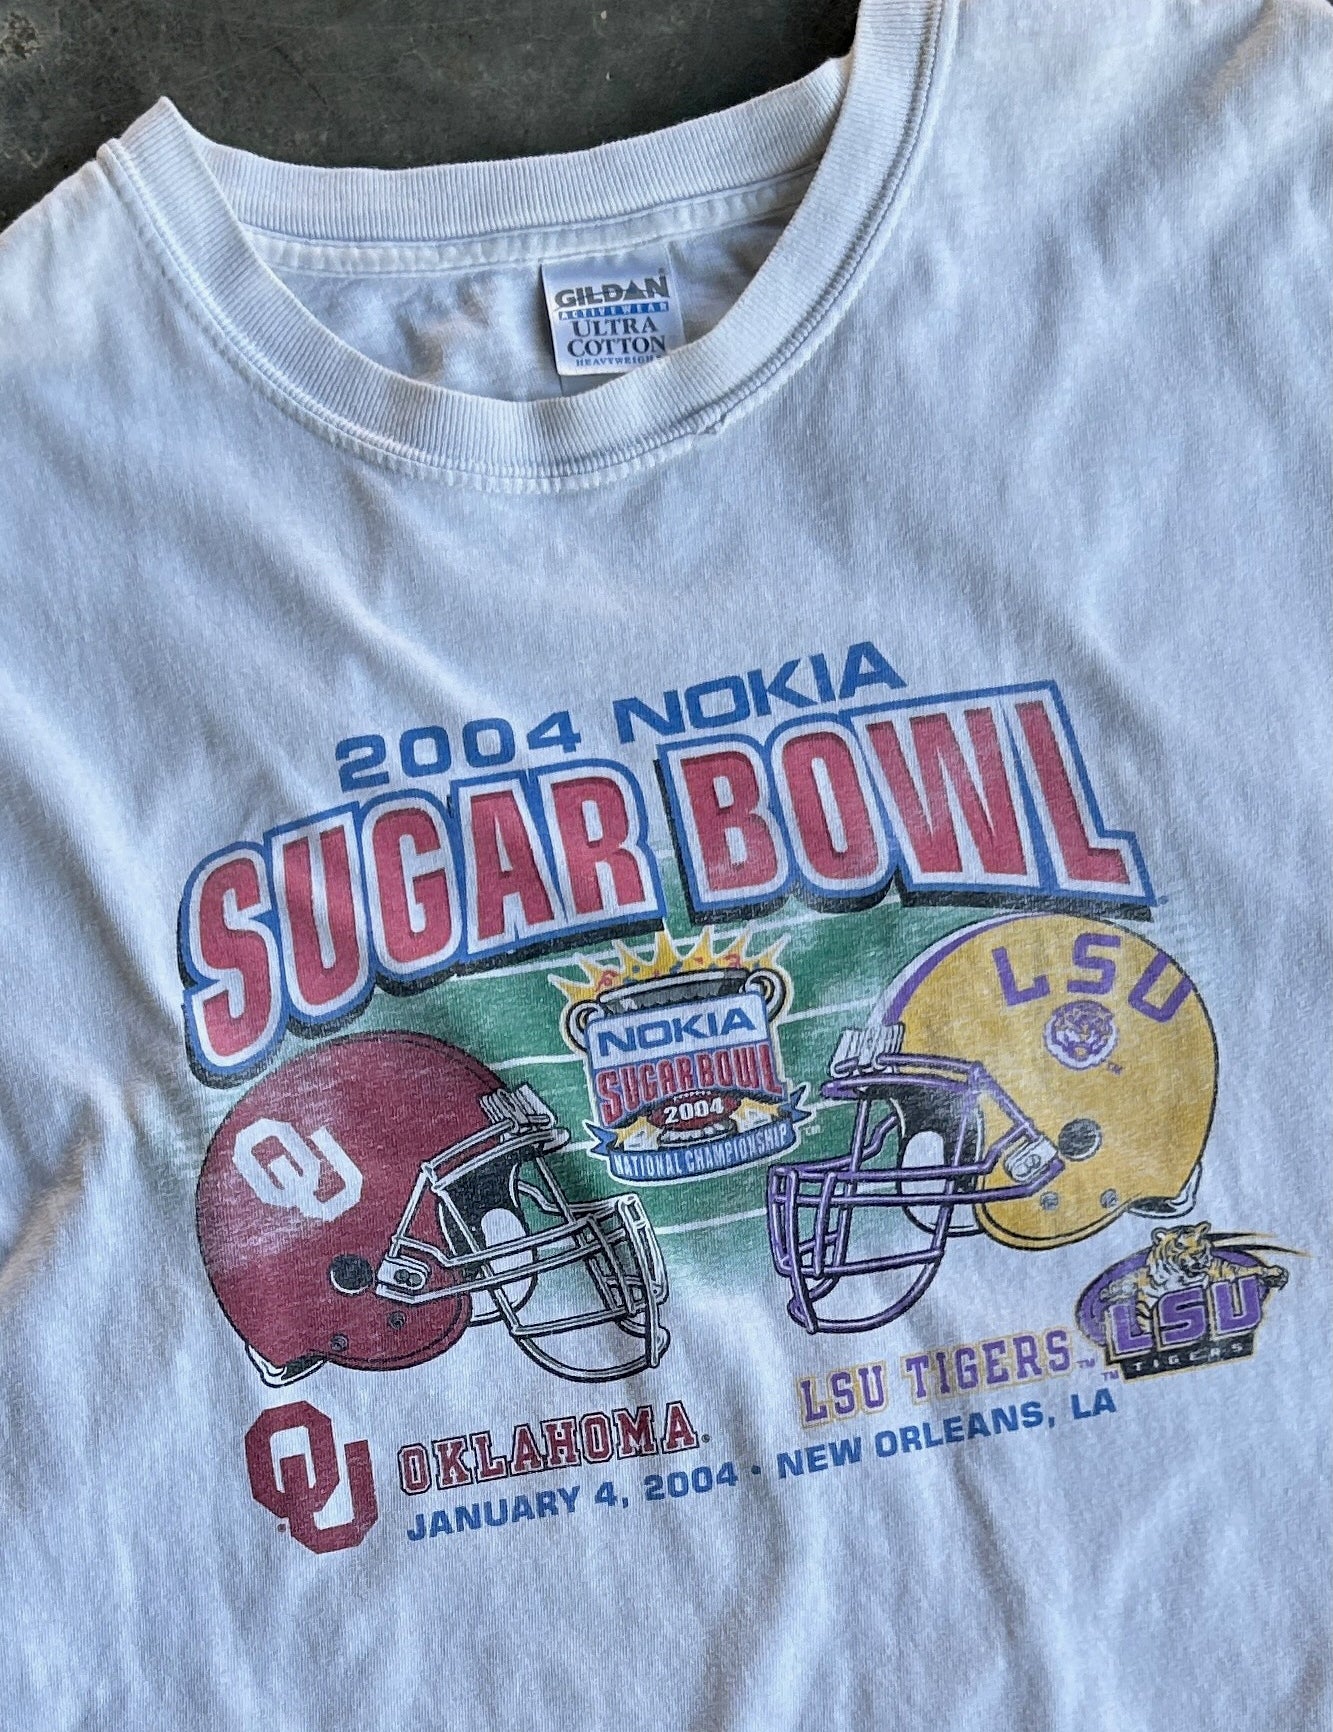 GILDAN
ACTIVEWEAR
ULTRA
COTTON
HEAVYWEIGHT
2004 NOKIA
SUGAR BOWL
NOKIA
SUGAR BOWL
2004
NATIONAL CHAMPIONSHIP
LSU
OU
LSU
TIGERS
LSU TIGERS™
OU
OKLAHOMA®
JANUARY 4, 2004 • NEW ORLEANS, LA